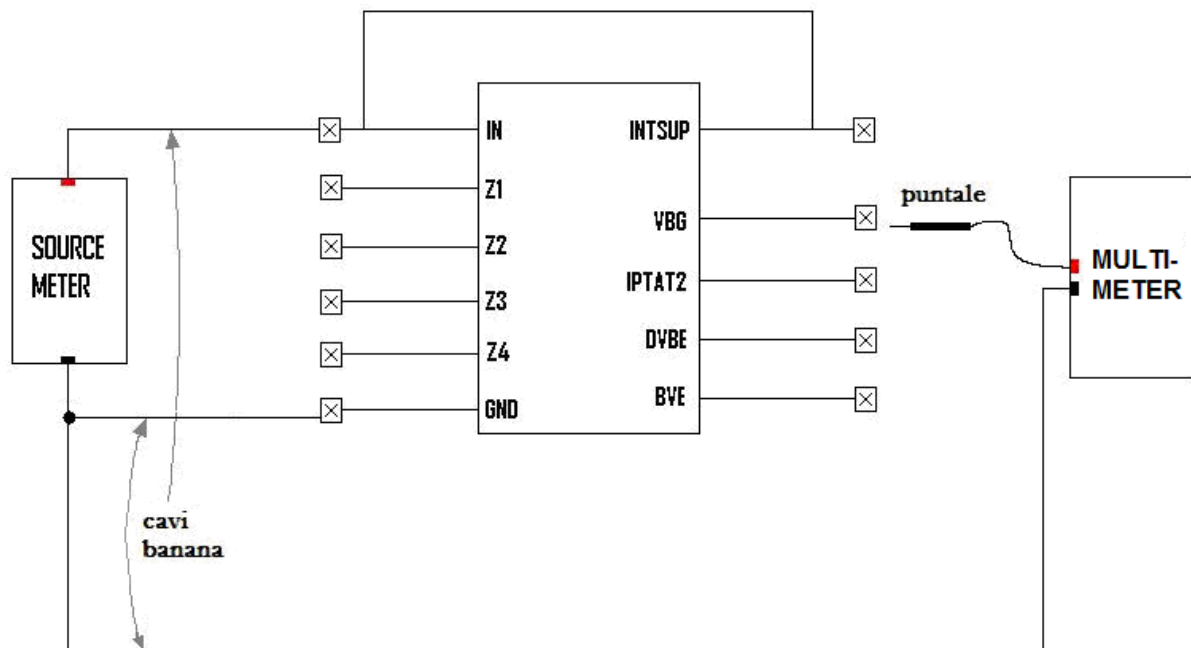 SOURCE
METER
IN
Z1
Z2
Z3
Z4
GND
INTSUP
VBG
IPTAT2
DVBE
BVE
puntale
MULTI-
METER
cavi
banana